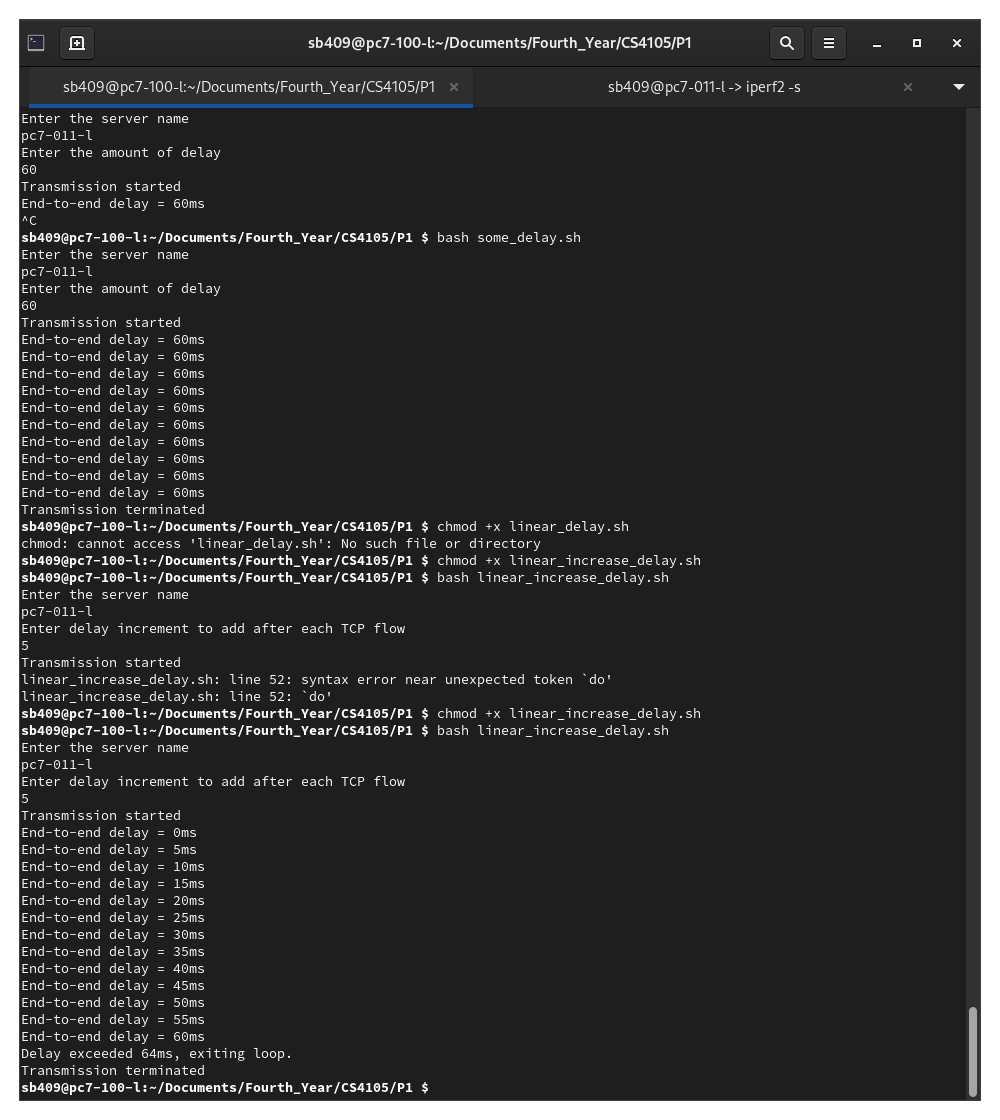 sb409@pc7-100-l:~/Documents/Fourth_Year/CS4105/P1
sb409@pc7-100-l:~/Documents/Fourth_Year/CS4105/P1
sb409@pc7-011-l -> iperf2 -s
Enter the server name
pc7-011-l
Enter the amount of delay
60
Transmission started
End-to-end delay = 60ms
^C
sb409@pc7-100-l:~/Documents/Fourth_Year/CS4105/P1 $ bash some_delay.sh
Enter the server name
pc7-011-l
Enter the amount of delay
60
Transmission started
End-to-end delay = 60ms
End-to-end delay = 60ms
End-to-end delay = 60ms
End-to-end delay = 60ms
End-to-end delay = 60ms
End-to-end delay = 60ms
End-to-end delay = 60ms
End-to-end delay = 60ms
End-to-end delay = 60ms
End-to-end delay = 60ms
Transmission terminated
sb409@pc7-100-l:~/Documents/Fourth_Year/CS4105/P1 $ chmod +x linear_delay.sh
chmod: cannot access 'linear_delay.sh': No such file or directory
sb409@pc7-100-l:~/Documents/Fourth_Year/CS4105/P1 $ chmod +x linear_increase_delay.sh
sb409@pc7-100-l:~/Documents/Fourth_Year/CS4105/P1 $ bash linear_increase_delay.sh
Enter the server name
pc7-011-l
Enter delay increment to add after each TCP flow
5
Transmission started
linear_increase_delay.sh: line 52: syntax error near unexpected token `do'
linear_increase_delay.sh: line 52: `do'
sb409@pc7-100-l:~/Documents/Fourth_Year/CS4105/P1 $ chmod +x linear_increase_delay.sh
sb409@pc7-100-l:~/Documents/Fourth_Year/CS4105/P1 $ bash linear_increase_delay.sh
Enter the server name
pc7-011-l
Enter delay increment to add after each TCP flow
5
Transmission started
End-to-end delay = 0ms
End-to-end delay = 5ms
End-to-end delay = 10ms
End-to-end delay = 15ms
End-to-end delay = 20ms
End-to-end delay = 25ms
End-to-end delay = 30ms
End-to-end delay = 35ms
End-to-end delay = 40ms
End-to-end delay = 45ms
End-to-end delay = 50ms
End-to-end delay = 55ms
End-to-end delay = 60ms
Delay exceeded 64ms, exiting loop.
Transmission terminated
sb409@pc7-100-l:~/Documents/Fourth_Year/CS4105/P1 $